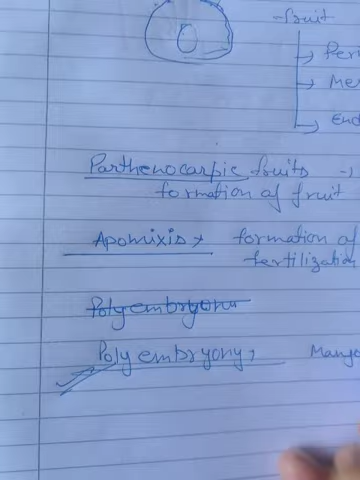 - Fruit
→ Per
→ Me
→ End
Parthenocarpic fruits →
formation of fruit
Apomixis → formation of
fertilization
Polyembryony
Polyembryony → Mango